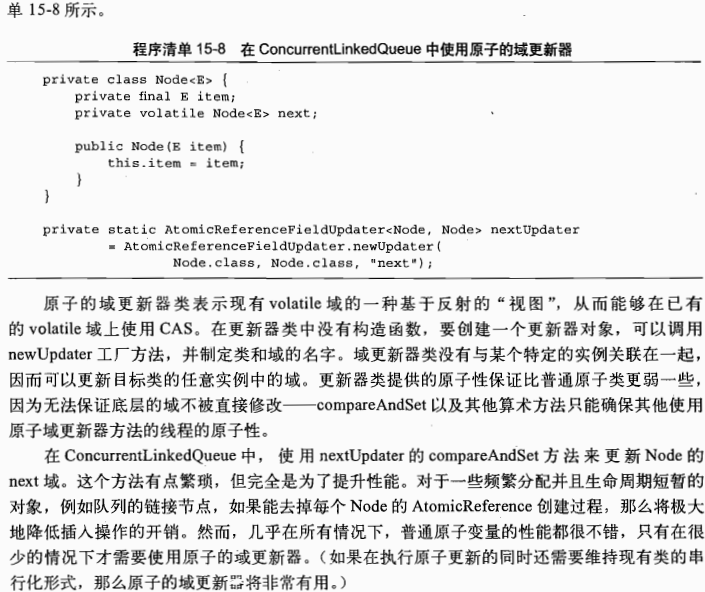 单 15-8 所示。
程序清单 15-8 在 ConcurrentLinkedQueue 中使用原子的域更新器
private class Node<E> {
    private final E item;
    private volatile Node<E> next;

    public Node(E item) {
        this.item = item;
    }
}

private static AtomicReferenceFieldUpdater<Node, Node> nextUpdater
        = AtomicReferenceFieldUpdater.newUpdater(
                Node.class, Node.class, "next");
原子的域更新器类表示现有 volatile 域的一种基于反射的“视图”，从而能够在已有
的 volatile 域上使用 CAS。在更新器类中没有构造函数，要创建一个更新器对象，可以调用
newUpdater 工厂方法，并制定类和域的名字。域更新器类没有与某个特定的实例关联在一起，
因而可以更新目标类的任意实例中的域。更新器类提供的原子性保证比普通原子类更弱一些，
因为无法保证底层的域不被直接修改——compareAndSet 以及其他算术方法只能确保其他使用
原子域更新器方法的线程的原子性。
在 ConcurrentLinkedQueue 中，使用 nextUpdater 的 compareAndSet 方法来更新 Node 的
next 域。这个方法有点繁琐，但完全是为了提升性能。对于一些频繁分配并且生命周期短暂的
对象，例如队列的链接节点，如果能去掉每个 Node 的 AtomicReference 创建过程，那么将极大
地降低插入操作的开销。然而，几乎在所有情况下，普通原子变量的性能都很不错，只有在很
少的情况下才需要使用原子的域更新器。（如果在执行原子更新的同时还需要维持现有类的串
行化形式，那么原子的域更新器将非常有用。）